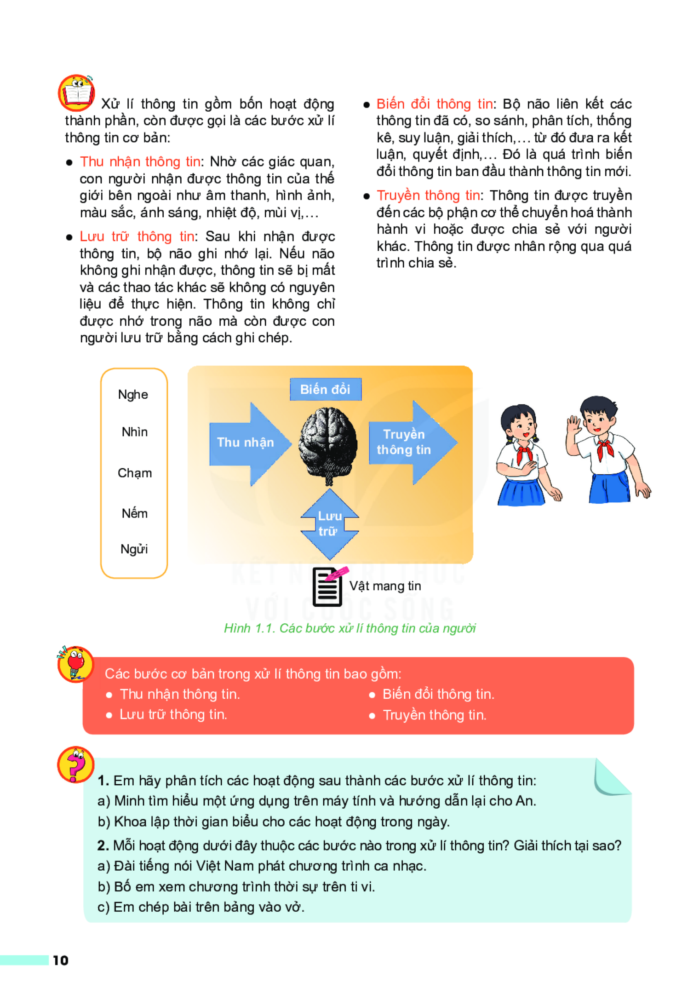 Xử lí thông tin gồm bốn hoạt động
thành phần, còn được gọi là các bước xử lí
thông tin cơ bản:
● Thu nhận thông tin: Nhờ các giác quan,
con người nhận được thông tin của thế
giới bên ngoài như âm thanh, hình ảnh,
màu sắc, ánh sáng, nhiệt độ, mùi vị,...
● Lưu trữ thông tin: Sau khi nhận được
thông tin, bộ não ghi nhớ lại. Nếu não
không ghi nhận được, thông tin sẽ bị mất
và các thao tác khác sẽ không có nguyên
liệu để thực hiện. Thông tin không chỉ
được nhớ trong não mà còn được con
người lưu trữ bằng cách ghi chép.
● Biến đổi thông tin: Bộ não liên kết các
thông tin đã có, so sánh, phân tích, thống
kê, suy luận, giải thích,... từ đó đưa ra kết
luận, quyết định,... Đó là quá trình biến
đổi thông tin ban đầu thành thông tin mới.
● Truyền thông tin: Thông tin được truyền
đến các bộ phận cơ thể chuyển hoá thành
hành vi hoặc được chia sẻ với người
khác. Thông tin được nhân rộng qua quá
trình chia sẻ.
Nghe
Nhìn
Chạm
Nếm
Ngửi
Thu nhận
Biến đổi
Truyền
thông tin
Lưu
trữ
Vật mang tin
KẾT NỐI TRI THỨC
VỚI CUỘC SỐNG
Hình 1.1. Các bước xử lí thông tin của người
Các bước cơ bản trong xử lí thông tin bao gồm:
● Thu nhận thông tin.
● Lưu trữ thông tin.
● Biến đổi thông tin.
● Truyền thông tin.
1. Em hãy phân tích các hoạt động sau thành các bước xử lí thông tin:
a) Minh tìm hiểu một ứng dụng trên máy tính và hướng dẫn lại cho An.
b) Khoa lập thời gian biểu cho các hoạt động trong ngày.
2. Mỗi hoạt động dưới đây thuộc các bước nào trong xử lí thông tin? Giải thích tại sao?
a) Đài tiếng nói Việt Nam phát chương trình ca nhạc.
b) Bố em xem chương trình thời sự trên ti vi.
c) Em chép bài trên bảng vào vở.
10